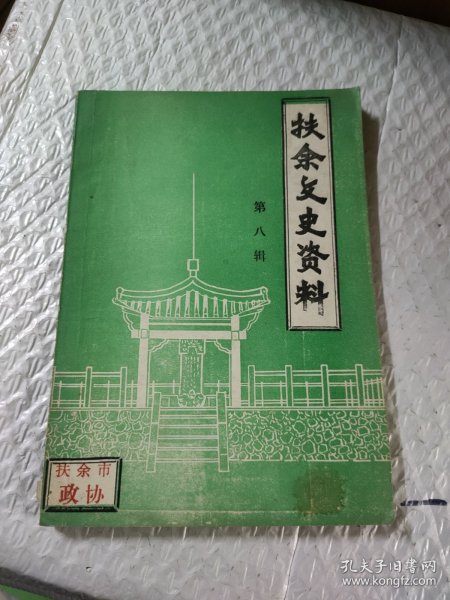 扶余文史资料
第八辑
扶余市
政协
孔夫子旧书网
www.kongfz.com